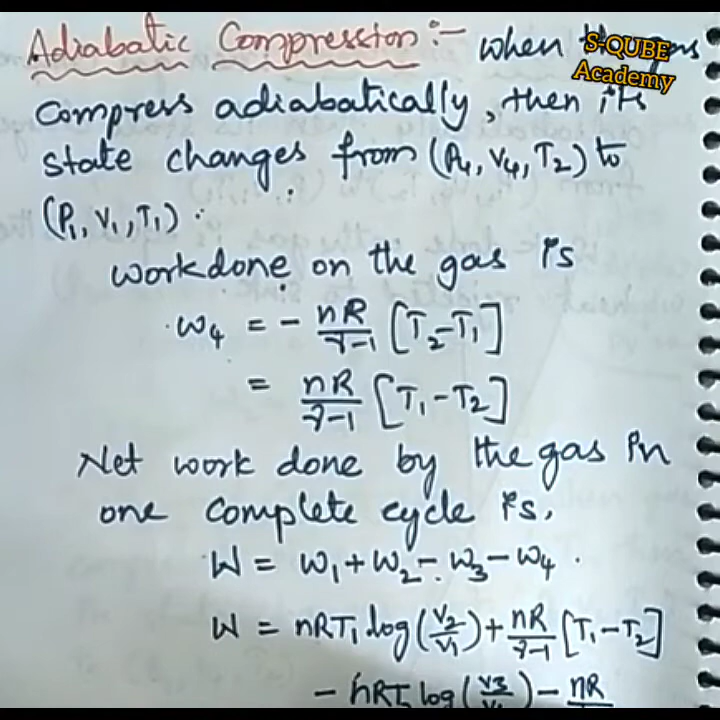 Adiabatic Compression :- when the gas
S-QUBE
Academy
compress adiabatically, then its
state changes from (P₄, V₄, T₂) to
(P₁, V₁, T₁).
workdone on the gas is
W₄ = - nR/γ-1 [T₂-T₁]
= nR/γ-1 [T₁-T₂]
Net work done by the gas in
one complete cycle is,
W = W₁ + W₂ - W₃ - W₄.
W = nRT₁ log(V₂/V₁) + nR/γ-1 [T₁-T₂]
- nRT log(V₃/ - nR